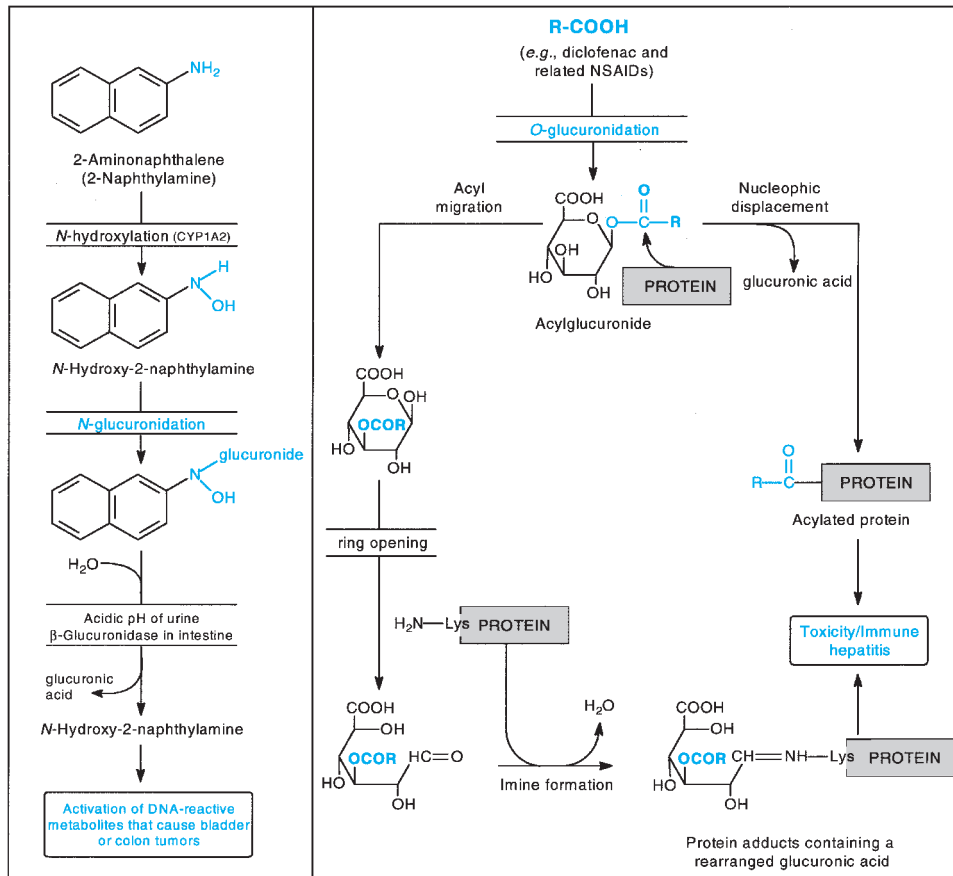 NH2
2-Aminonaphthalene
(2-Naphthylamine)
N-hydroxylation (CYP1A2)
H
N
OH
N-Hydroxy-2-naphthylamine
N-glucuronidation
glucuronide
N
OH
H2O
Acidic pH of urine
β-Glucuronidase in intestine
glucuronic
acid
N-Hydroxy-2-naphthylamine
Activation of DNA-reactive
metabolites that cause bladder
or colon tumors
R-COOH
(e.g., diclofenac and
related NSAIDs)
O-glucuronidation
Acyl
migration
Nucleophic
displacement
COOH
O
O
O
C
R
OH
HO
OH
PROTEIN
glucuronic acid
Acylglucuronide
COOH
O
OH
OCOR
HO
OH
ring opening
O
R
C
PROTEIN
Acylated protein
H2N
Lys
PROTEIN
Toxicity/Immune
hepatitis
COOH
OH
OCOR
HC
O
HO
OH
H2O
Imine formation
COOH
OH
OCOR
CH
NH
Lys
PROTEIN
HO
OH
Protein adducts containing a
rearranged glucuronic acid